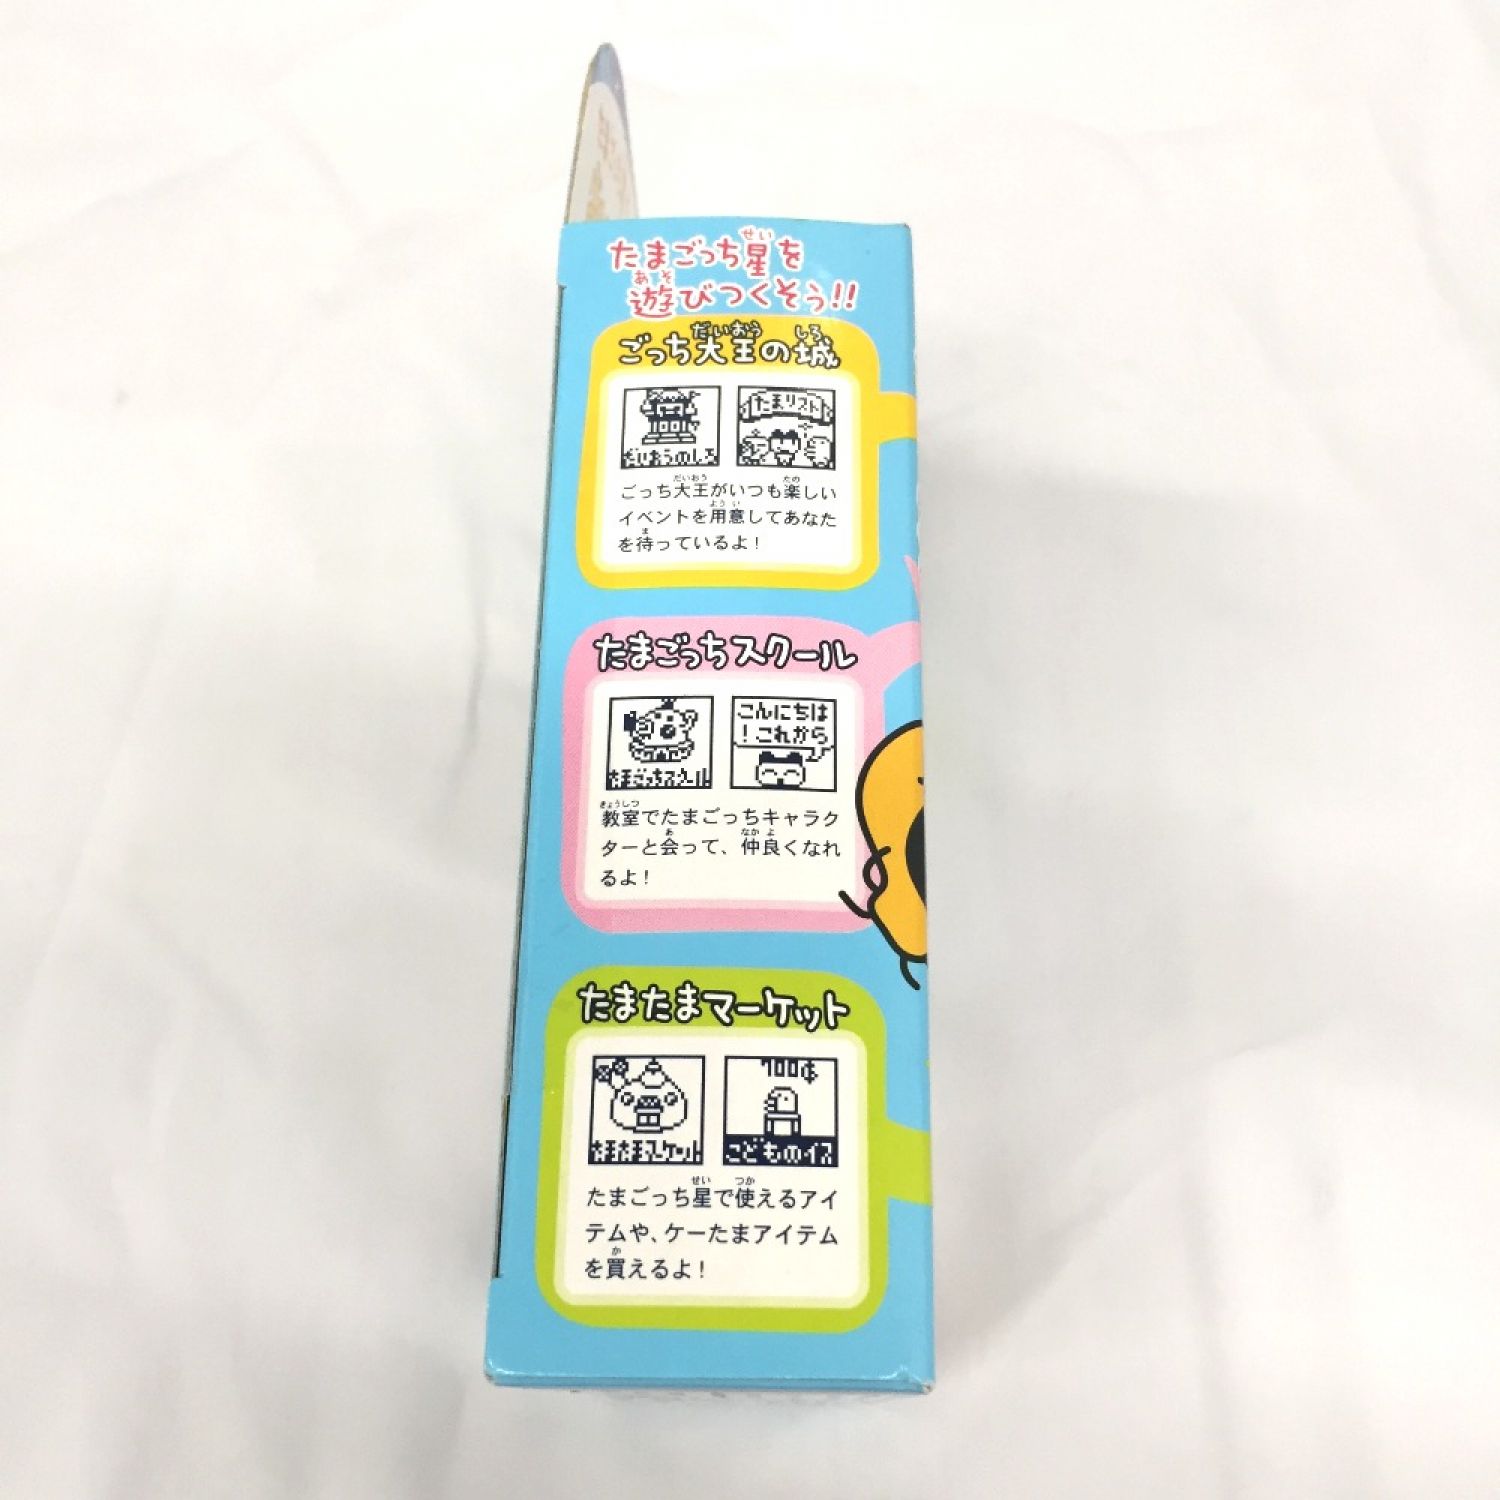 たまごっち星を
遊びつくそう!!
ごっち大王の城
だいおうのしろ
たまリスト
ごっち大王がいつも楽しい
イベントを用意してあなた
を待っているよ!
たまごっちスクール
たまごっちスクール
こんにちは
!これから
教室でたまごっちキャラク
ターと会って、仲良くなれ
るよ!
たまたまマーケット
たまたまマーケット
700
こどものイス
たまごっち星で使えるアイ
テムや、ケーたまアイテム
を買えるよ!